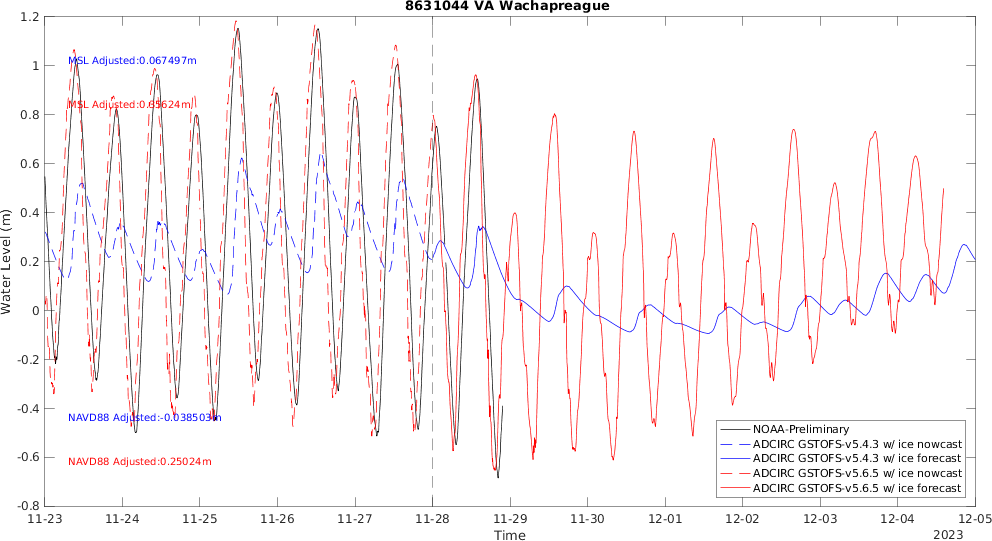 8631044 VA Wachapreague
1.2
1
0.8
0.6
0.4
0.2
0
-0.2
-0.4
-0.6
-0.8
Water Level (m)
MSL Adjusted:0.067497m
MSL Adjusted:0.35624m
NAVD88 Adjusted:-0.038503m
NAVD88 Adjusted:0.25024m
NOAA-Preliminary
ADCIRC GSTOFS-v5.4.3 w/ ice nowcast
ADCIRC GSTOFS-v5.4.3 w/ ice forecast
ADCIRC GSTOFS-v5.6.5 w/ ice nowcast
ADCIRC GSTOFS-v5.6.5 w/ ice forecast
11-23 11-24 11-25 11-26 11-27 11-28 11-29 11-30 12-01 12-02 12-03 12-04 12-05
Time
2023